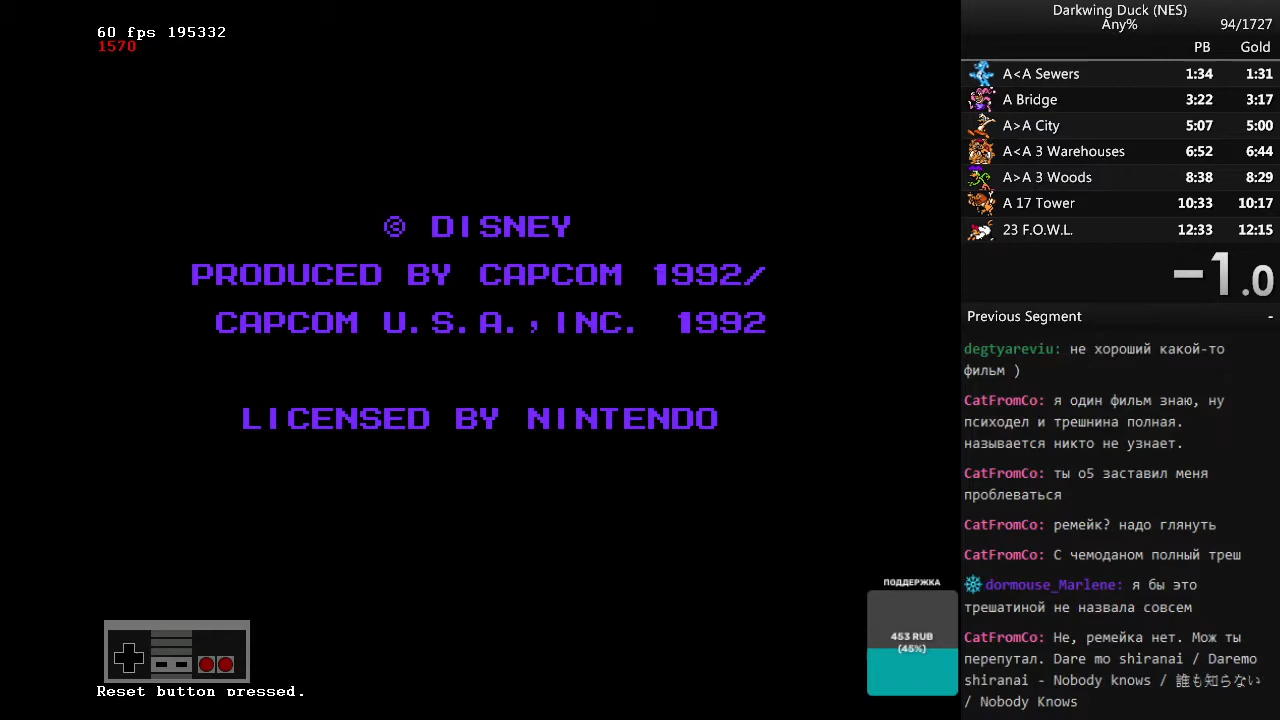 60 fps 195332
1570
© DISNEY
PRODUCED BY CAPCOM 1992/
CAPCOM U.S.A.,INC. 1992
LICENSED BY NINTENDO
Reset button pressed.
ПОДДЕРЖКА
453 RUB
(45%)
Darkwing Duck (NES)
Any% 94/1727
PB Gold
A<A Sewers 1:34 1:31
A Bridge 3:22 3:17
A>A City 5:07 5:00
A<A 3 Warehouses 6:52 6:44
A>A 3 Woods 8:38 8:29
A 17 Tower 10:33 10:17
23 F.O.W.L. 12:33 12:15
-1.0
Previous Segment -
degtyareviu: не хороший какой-то
фильм )
CatFromCo: я один фильм знаю, ну
психодел и трешнина полная.
называется никто не узнает.
CatFromCo: ты о5 заставил меня
проблеваться
CatFromCo: ремейк? надо глянуть
CatFromCo: С чемоданом полный треш
dormouse_Marlene: я бы это
трешатиной не назвала совсем
CatFromCo: Не, ремейка нет. Мож ты
перепутал. Dare mo shiranai / Daremo
shiranai - Nobody knows / 誰も知らない
/ Nobody Knows